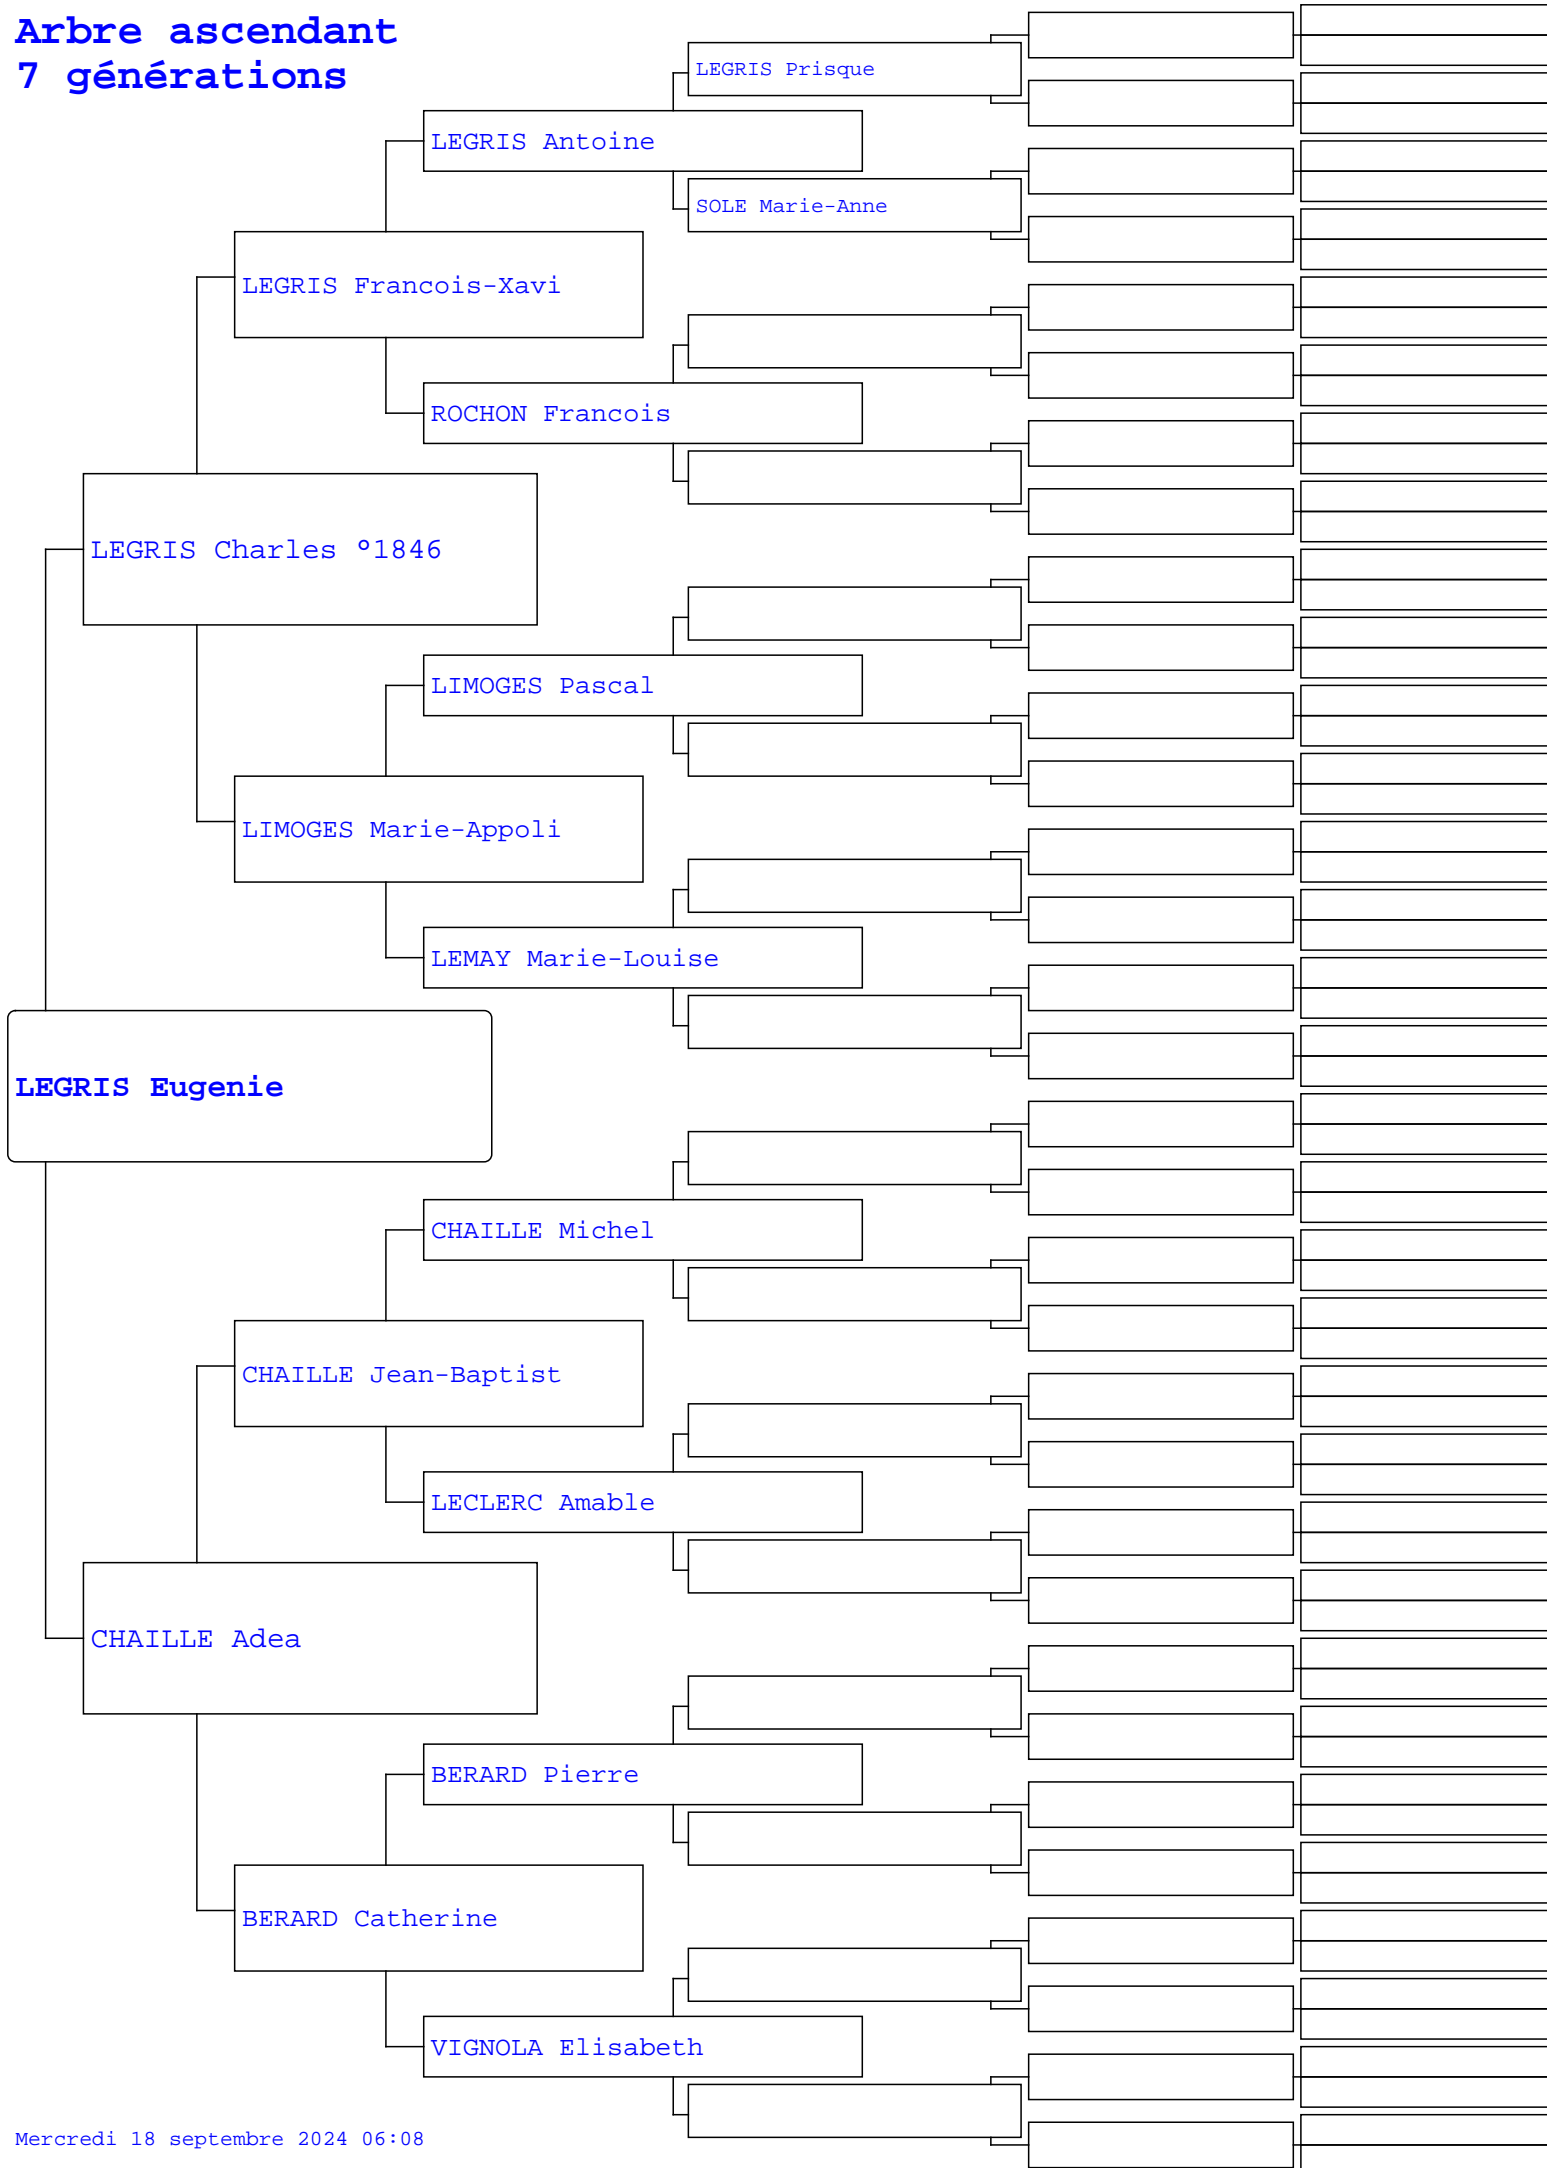 Arbre ascendant
7 générations
LEGRIS Prisque
LEGRIS Antoine
SOLE Marie-Anne
LEGRIS Francois-Xavi
ROCHON Francois
LEGRIS Charles °1846
LIMOGES Pascal
LIMOGES Marie-Appoli
LEMAY Marie-Louise
LEGRIS Eugenie
CHAILLE Michel
CHAILLE Jean-Baptist
LECLERC Amable
CHAILLE Adea
BERARD Pierre
BERARD Catherine
VIGNOLA Elisabeth
Mercredi 18 septembre 2024 06:08